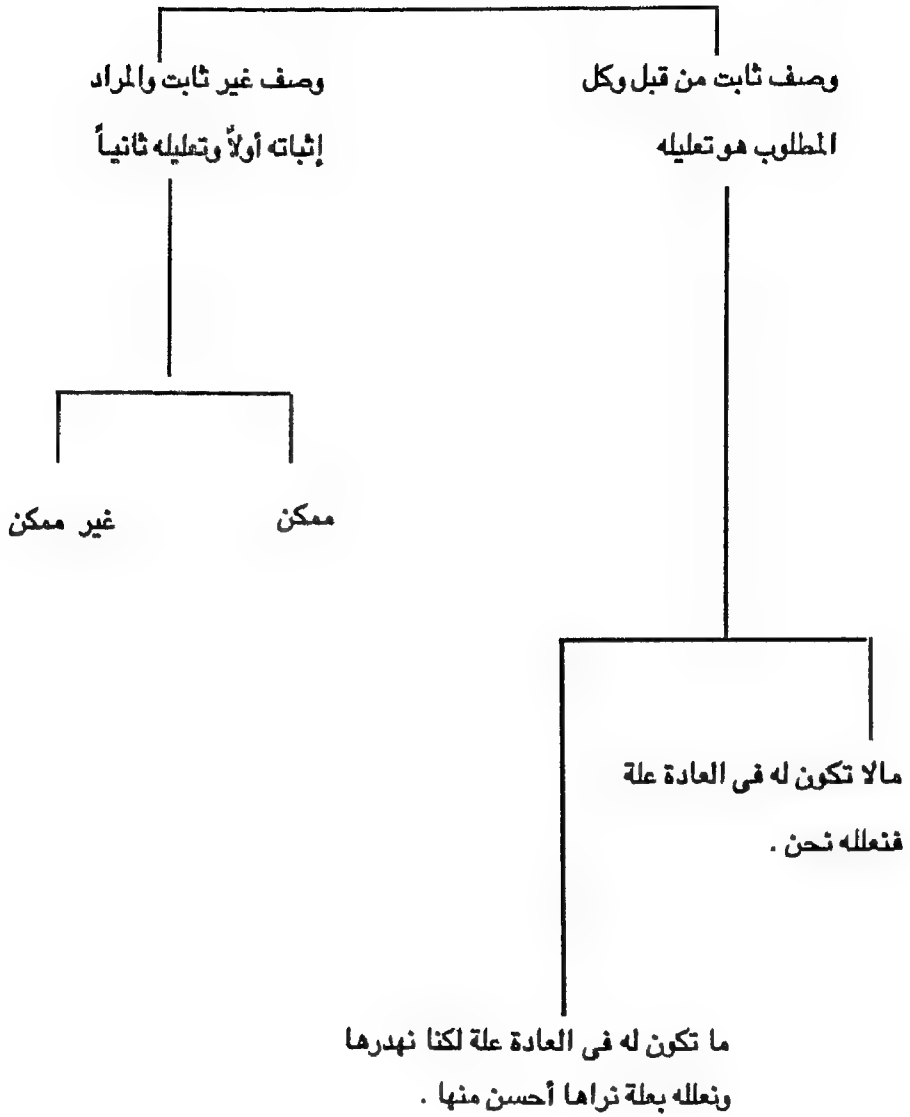 وصف ثابت من قبل وكل
المطلوب هو تعليله
وصف غير ثابت والمراد
إثباته أولاً وتعليله ثانياً
ممكن
غير ممكن
مالا تكون له فى العادة علة
فنعلله نحن .
ما تكون له فى العادة علة لكنا نهدرها
ونعلله بعلة نراها أحسن منها .